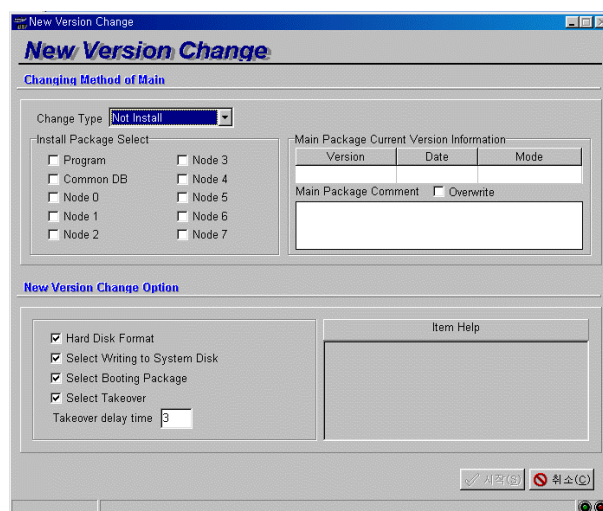 New Version Change
New Version Change
Changing Method of Main
Change Type Not Install
Install Package Select
Program
Common DB
Node 0
Node 1
Node 2
Node 3
Node 4
Node 5
Node 6
Node 7
Main Package Current Version Information
Version Date Mode
Main Package Comment Overwrite
New Version Change Option
Hard Disk Format
Select Writing to System Disk
Select Booting Package
Select Takeover
Takeover delay time 3
Item Help
시작(S) 취소(C)